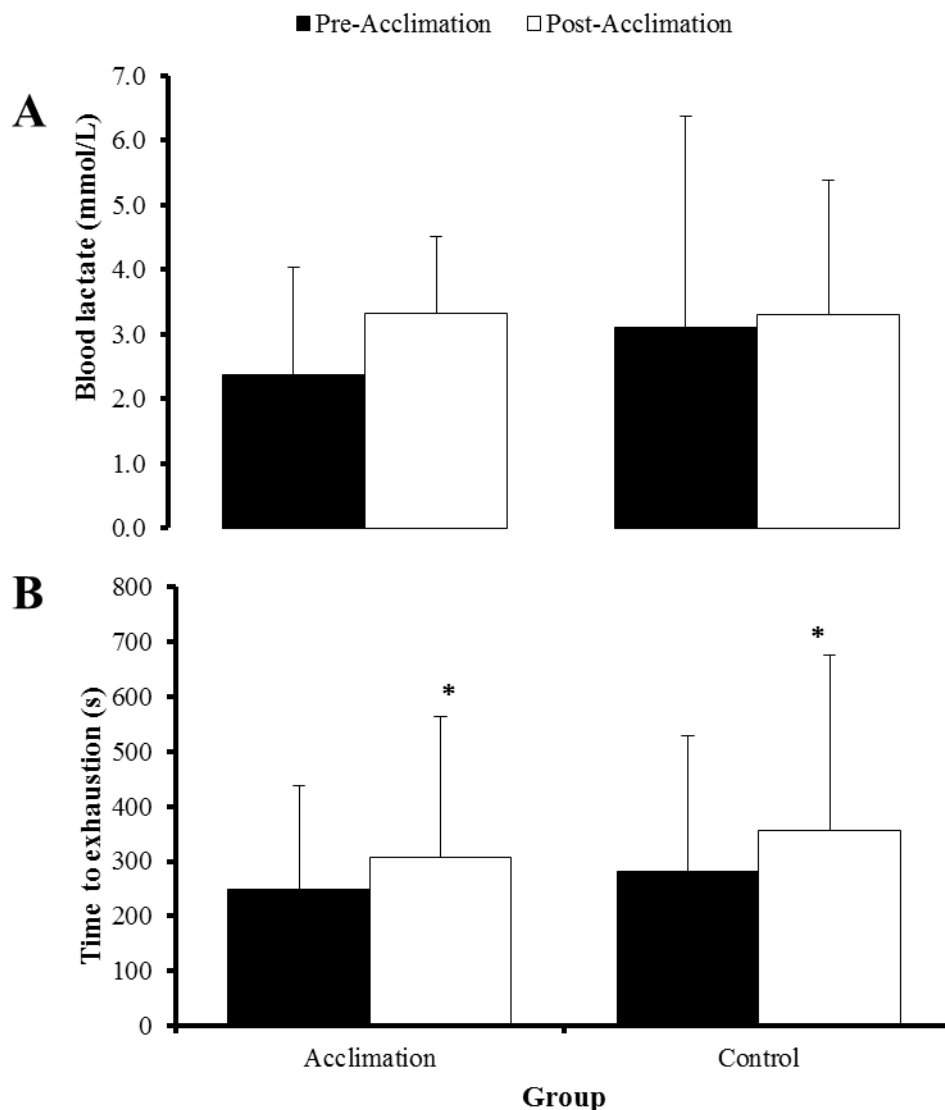 Pre-Acclimation Post-Acclimation
A
Blood lactate (mmol/L)
7.0
6.0
5.0
4.0
3.0
2.0
1.0
0.0
B
Time to exhaustion (s)
800
700
600
500
400
300
200
100
0
*
*
Acclimation Control
Group